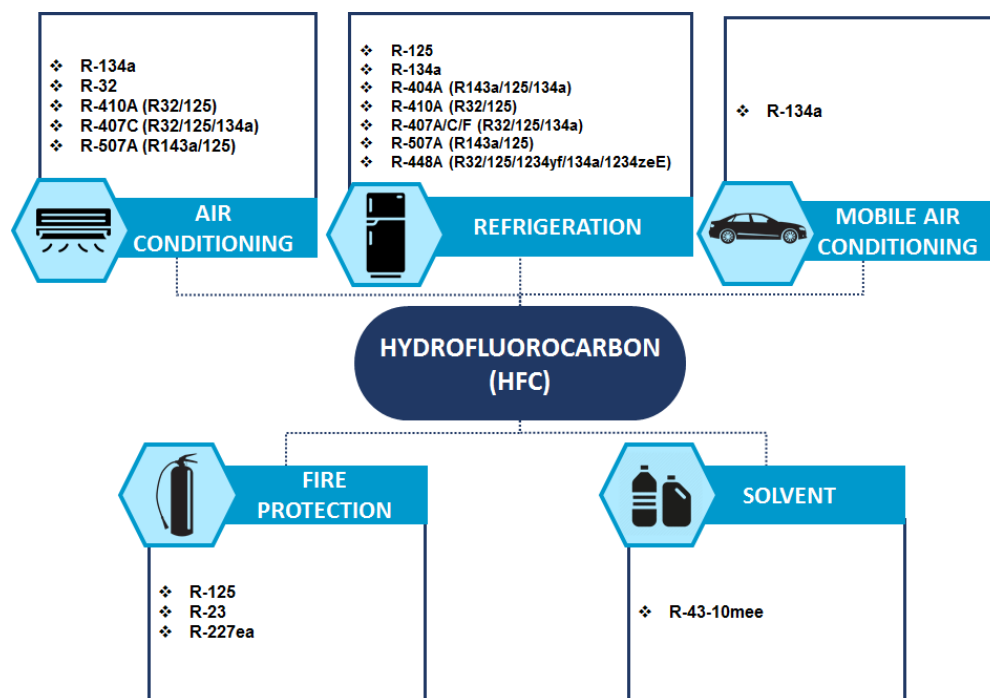 ❖ R-134a
❖ R-32
❖ R-410A (R32/125)
❖ R-407C (R32/125/134a)
❖ R-507A (R143a/125)
AIR
CONDITIONING
❖ R-125
❖ R-134a
❖ R-404A (R143a/125/134a)
❖ R-410A (R32/125)
❖ R-407A/C/F (R32/125/134a)
❖ R-507A (R143a/125)
❖ R-448A (R32/125/1234yf/134a/1234zeE)
REFRIGERATION
❖ R-134a
MOBILE AIR
CONDITIONING
HYDROFLUOROCARBON
(HFC)
FIRE
PROTECTION
❖ R-125
❖ R-23
❖ R-227ea
SOLVENT
❖ R-43-10mee